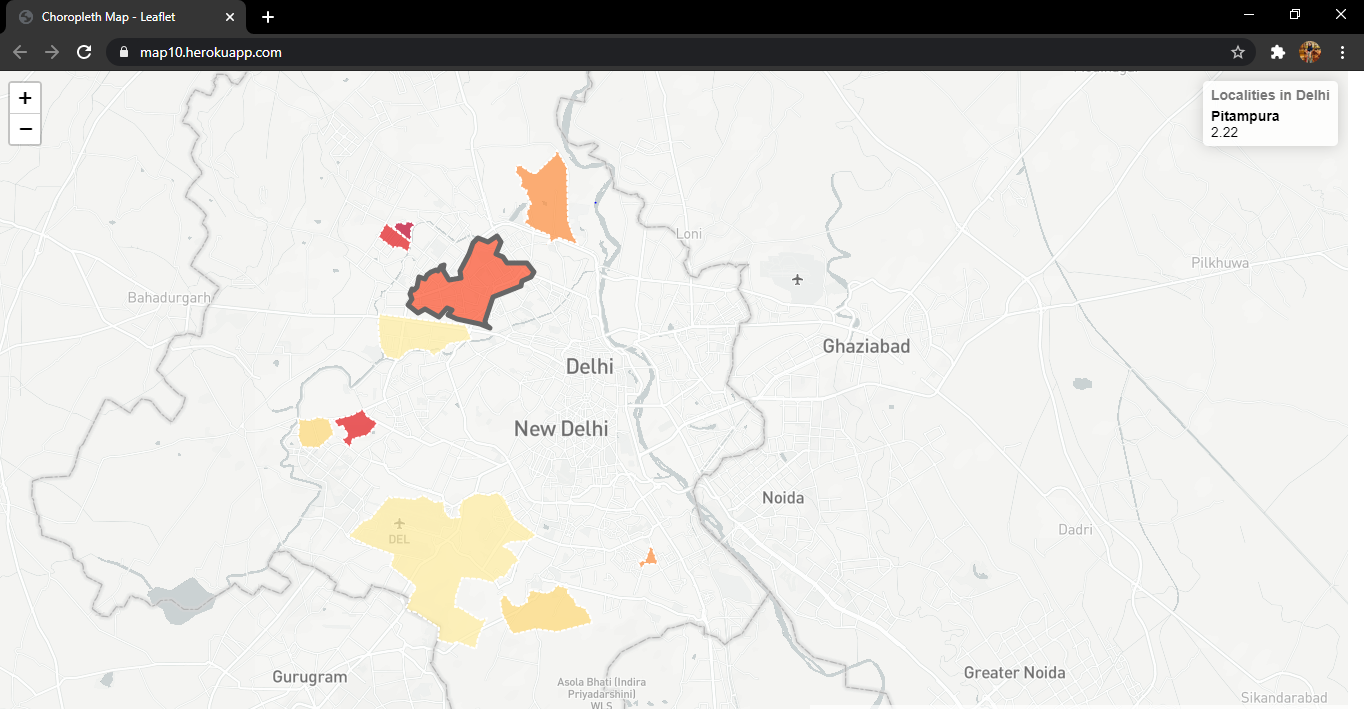 Choropleth Map - Leaflet
map10.herokuapp.com
+
−
Localities in Delhi
Pitampura
2.22
Loni
Pilkhuwa
Bahadurgarh
Ghaziabad
Delhi
New Delhi
Noida
DEL
Dadri
Gurugram
Greater Noida
Asola Bhati (Indira
Priyadarshini)
WLS
Sikandarabad